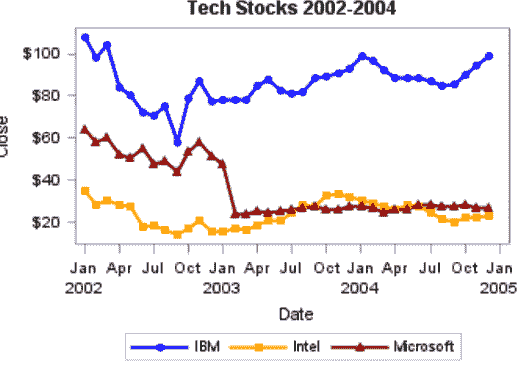 Tech Stocks 2002-2004
$100
$80
$60
$40
$20
Close
Jan Apr Jul Oct Jan Apr Jul Oct Jan Apr Jul Oct Jan
2002 2003 2004 2005
Date
IBM Intel Microsoft